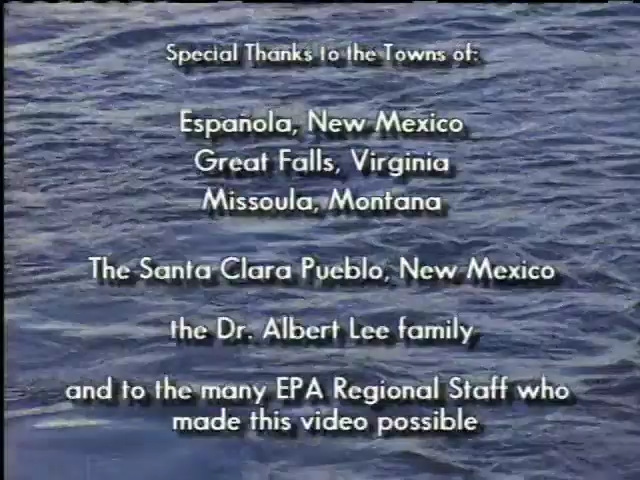 Special Thanks to the Towns of:
Española, New Mexico
Great Falls, Virginia
Missoula, Montana
The Santa Clara Pueblo, New Mexico
the Dr. Albert Lee family
and to the many EPA Regional Staff who
made this video possible